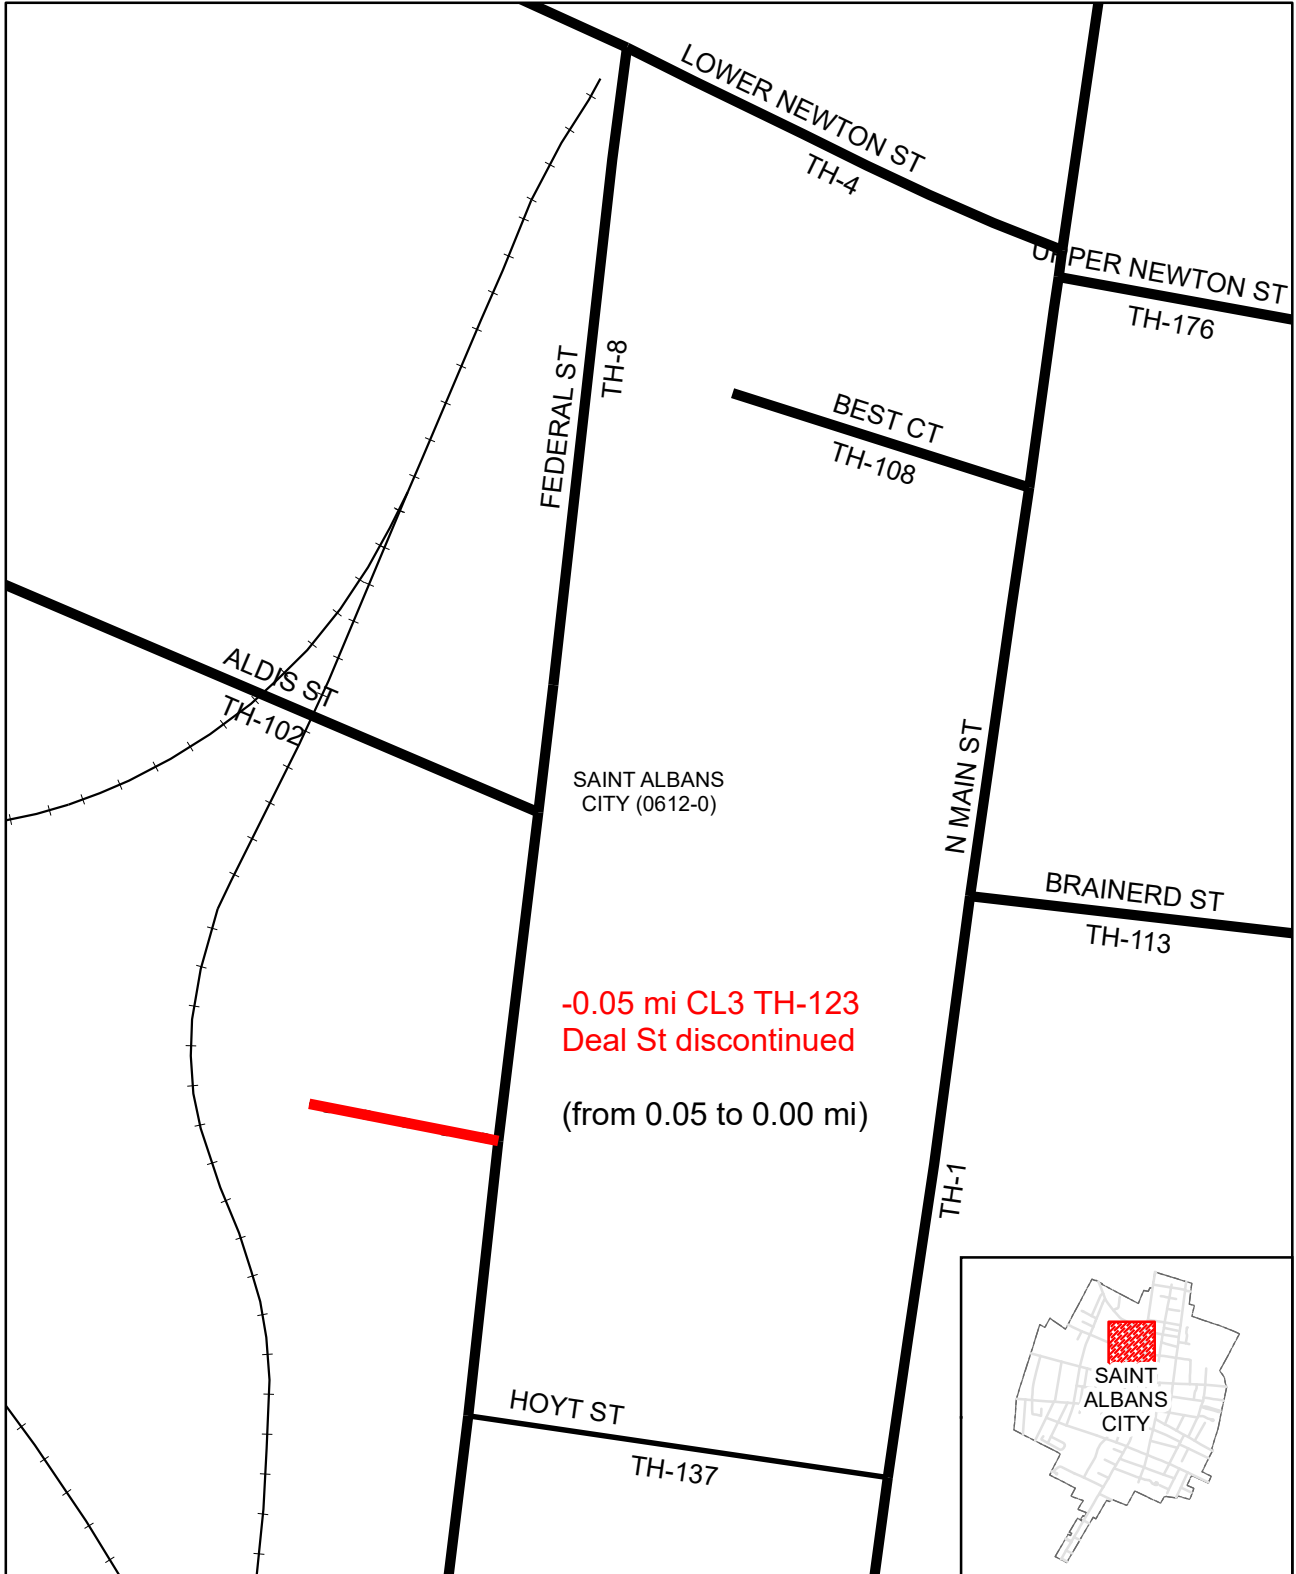 LOWER NEWTON ST
TH-4
UPPER NEWTON ST
TH-176
FEDERAL ST
TH-8
BEST CT
TH-108
ALDIS ST
TH-102
SAINT ALBANS
CITY (0612-0)
N MAIN ST
BRAINERD ST
TH-113
-0.05 mi CL3 TH-123
Deal St discontinued
(from 0.05 to 0.00 mi)
TH-1
HOYT ST
TH-137
SAINT
ALBANS
CITY